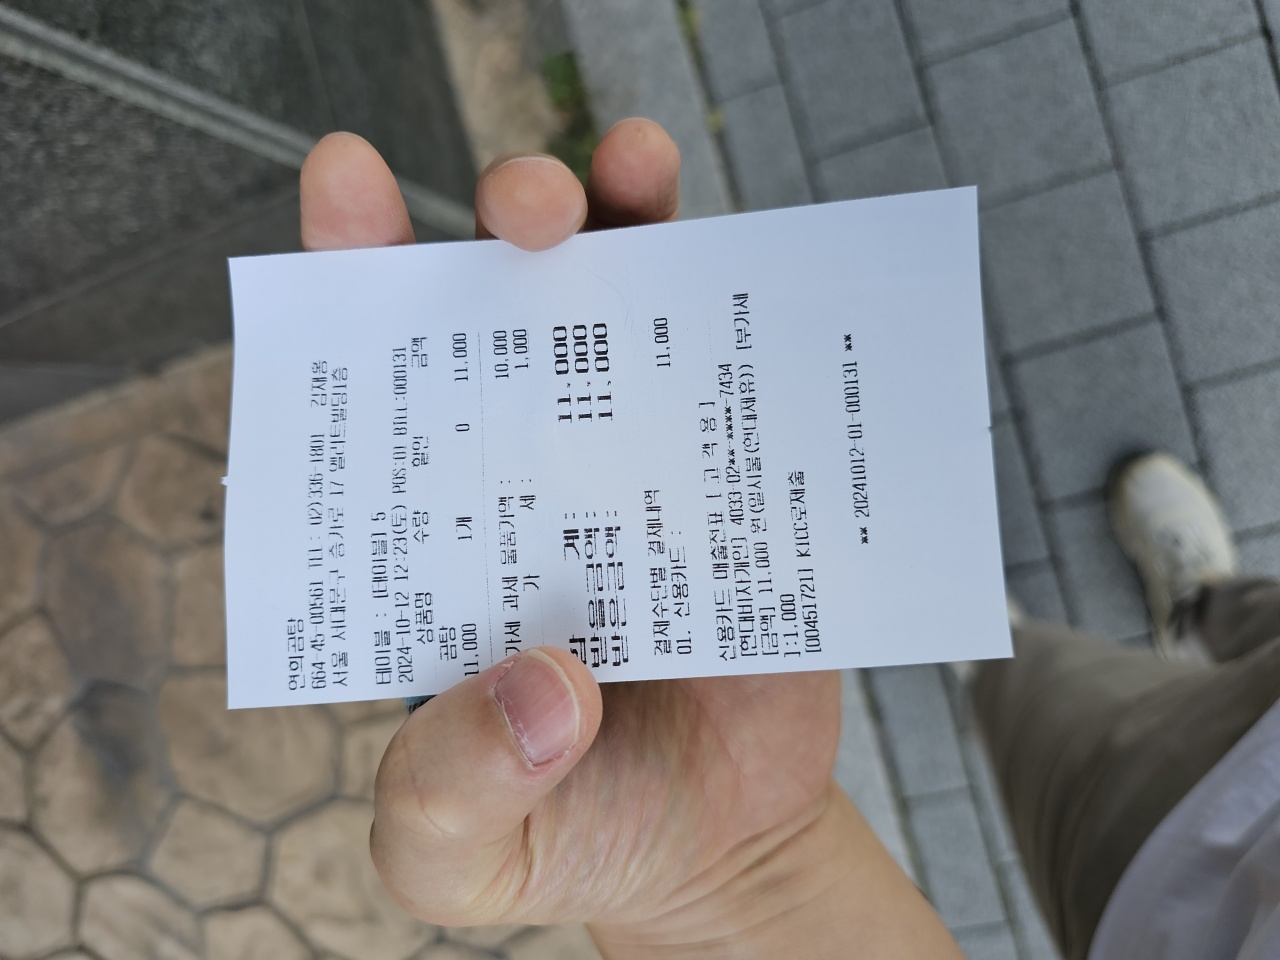 연희곰탕
664-45-00561 TEL : 02)336-1801 김재용
서울 서대문구 증가로 17 엘리트빌딩1층
테이블 : [테이블] 5
2024-10-12 12:23(토) POS:01 BILL:000131
상품명 수량 할인 금액
곰탕
11,000 1개 0 11,000
가세 과세 물품가액 : 10,000
가 세 : 1,000
합 계 : 11,000
받을금액 : 11,000
받은금액 : 11,000
결제수단별 결제내역
01. 신용카드 : 11,000
신용카드 매출전표 [ 고 객 용 ]
[현대비자개인] 4033-02**-****-7434
[금액] 11,000 원(일시불(현대제휴)) [부가세
]:1,000
[00451721] KICC로제출
** 20241012-01-000131 **